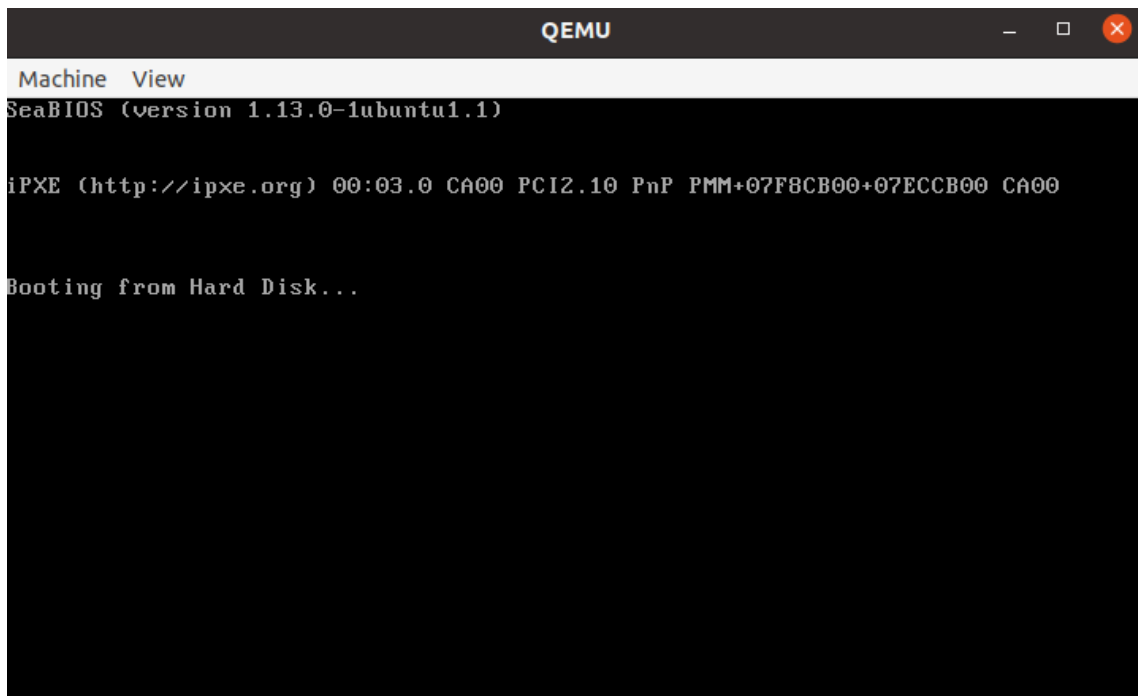 QEMU
Machine View
SeaBIOS (version 1.13.0-1ubuntu1.1)
iPXE (http://ipxe.org) 00:03.0 CA00 PCI2.10 PnP PMM+07F8CB00+07ECCB00 CA00
Booting from Hard Disk...